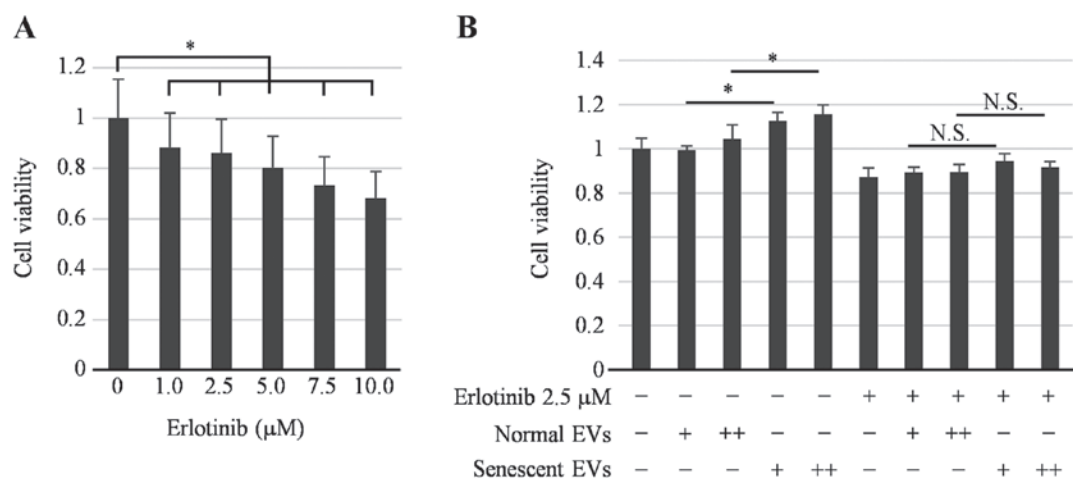 A
*
1.2
1
0.8
0.6
0.4
0.2
0
Cell viability
0 1.0 2.5 5.0 7.5 10.0
Erlotinib (μM)
B
1.4
1.2
1
0.8
0.6
0.4
0.2
0
Cell viability
*
*
N.S.
N.S.
Erlotinib 2.5 μM − − − − − + + + + +
Normal EVs − + ++ − − − + ++ − −
Senescent EVs − − − + ++ − − − + ++